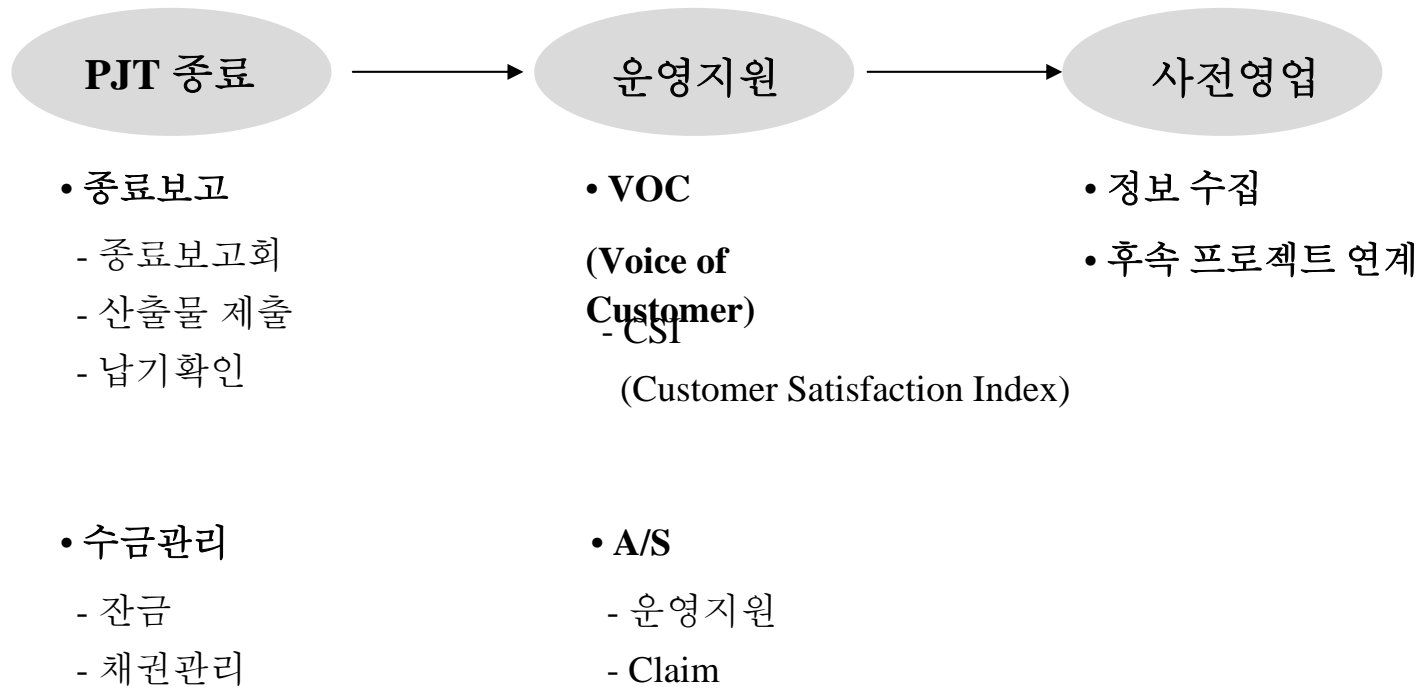 PJT 종료
운영지원
사전영업
• 종료보고
- 종료보고회
- 산출물 제출
- 납기확인
• 수금관리
- 잔금
- 채권관리
• VOC
(Voice of
Customer)
- CSI
(Customer Satisfaction Index)
• A/S
- 운영지원
- Claim
• 정보 수집
• 후속 프로젝트 연계